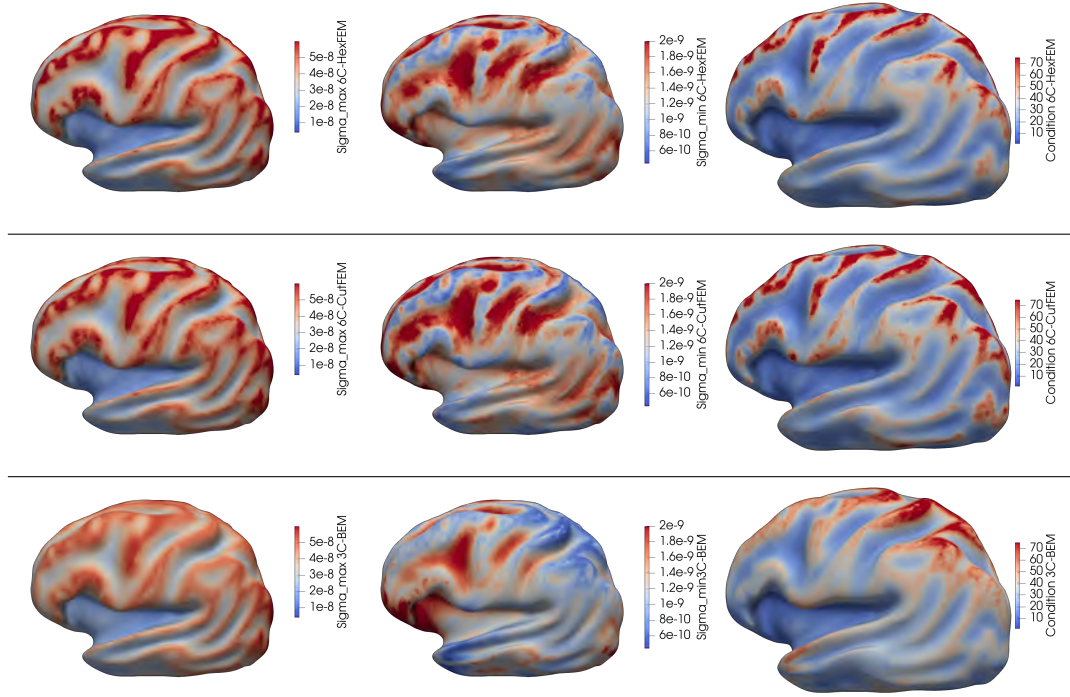 5e-8
4e-8
3e-8
2e-8
1e-8
Sigma_max 6C-HexFEM
2e-9
1.8e-9
1.6e-9
1.4e-9
1.2e-9
1e-9
8e-10
6e-10
Sigma_min 6C-HexFEM
70
60
50
40
30
20
10
Condition 6C-HexFEM
5e-8
4e-8
3e-8
2e-8
1e-8
Sigma_max 6C-CutFEM
2e-9
1.8e-9
1.6e-9
1.4e-9
1.2e-9
1e-9
8e-10
6e-10
Sigma_min 6C-CutFEM
70
60
50
40
30
20
10
Condition 6C-CutFEM
5e-8
4e-8
3e-8
2e-8
1e-8
Sigma_max 3C-BEM
2e-9
1.8e-9
1.6e-9
1.4e-9
1.2e-9
1e-9
8e-10
6e-10
Sigma_min3C-BEM
70
60
50
40
30
20
10
Condition 3C-BEM